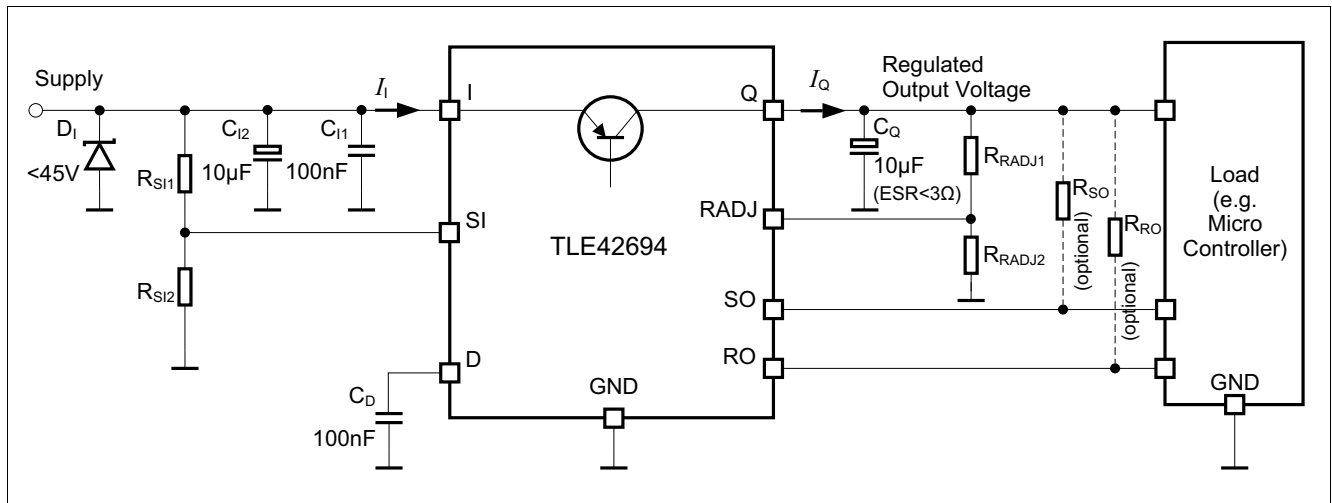 Supply
D_I
<45V
R_SI1
R_SI2
C_I2
10µF
C_I1
100nF
I_I
I
SI
D
C_D
100nF
TLE42694
GND
Q
RADJ
SO
RO
I_Q
Regulated
Output Voltage
C_Q
10µF
(ESR<3Ω)
R_RADJ1
R_RADJ2
R_SO
(optional)
R_RO
(optional)
Load
(e.g.
Micro
Controller)
GND